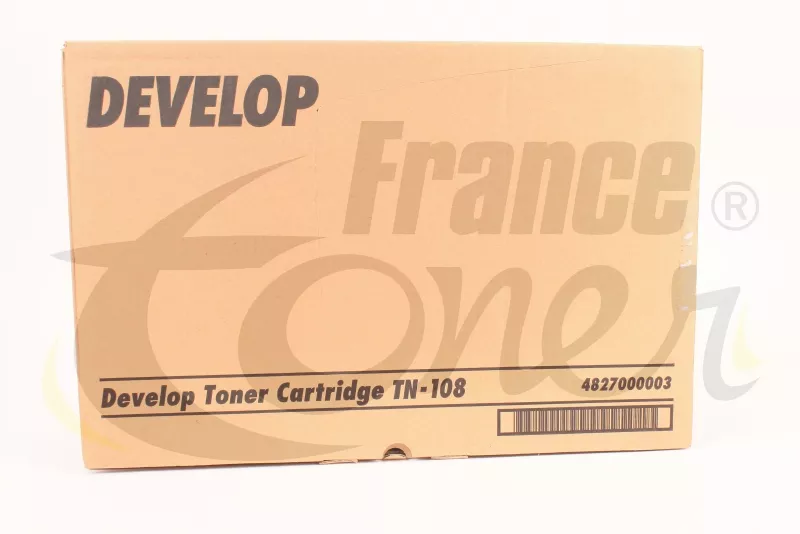 DEVELOP
France
Toner
®
Develop Toner Cartridge TN-108
4827000003